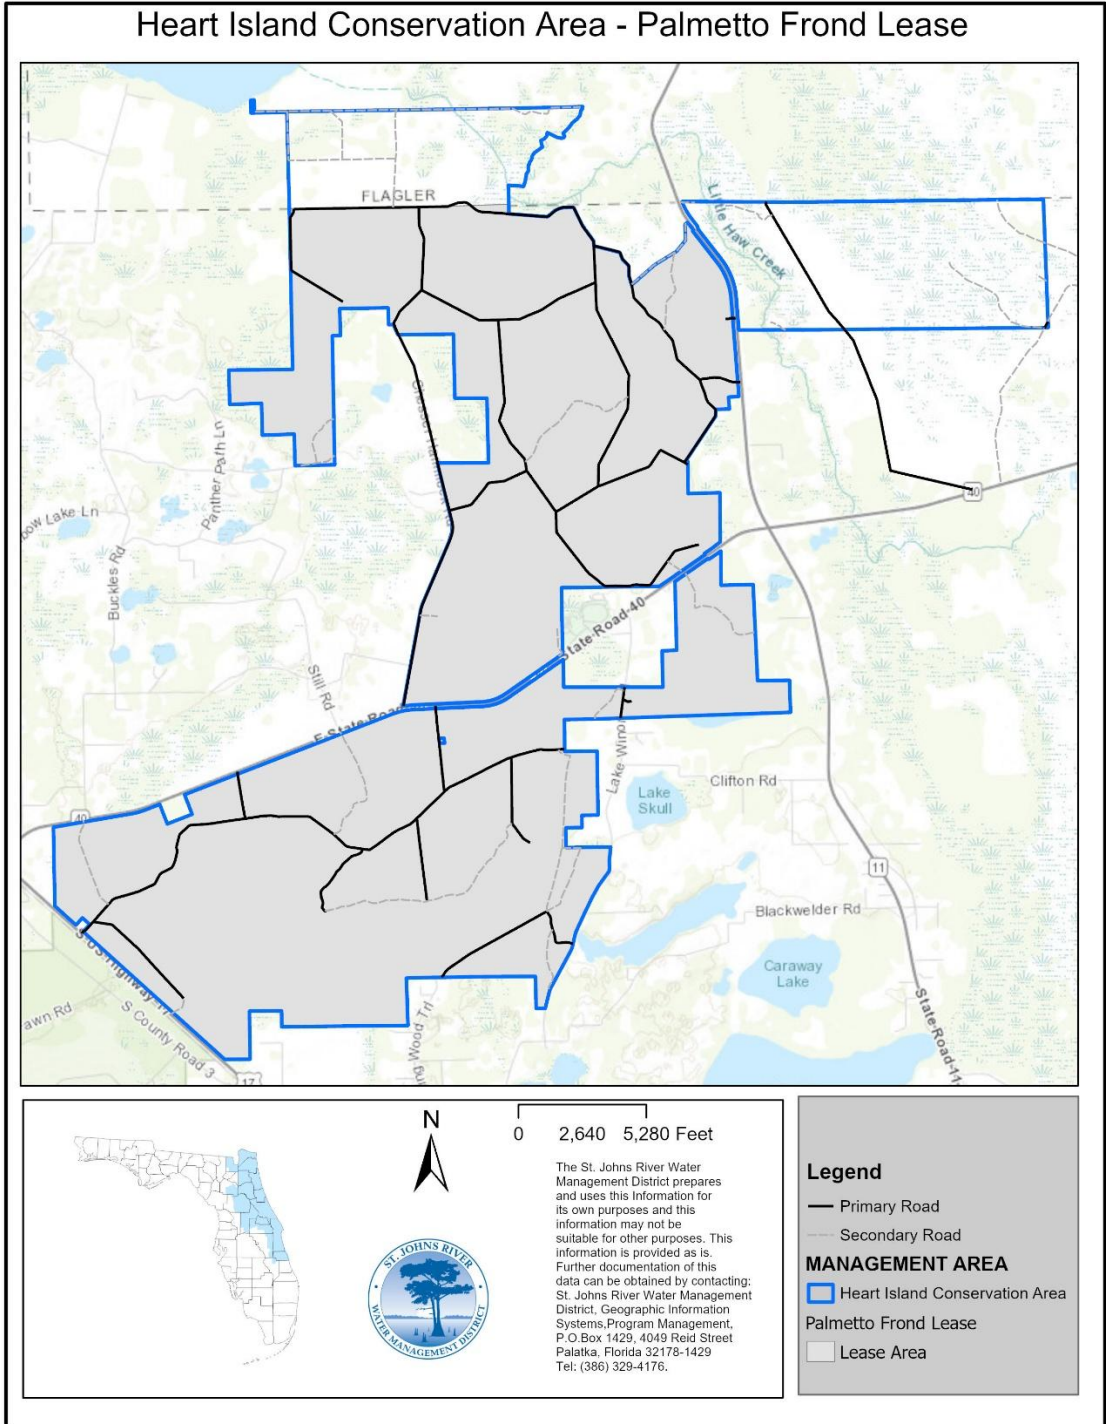 Heart Island Conservation Area - Palmetto Frond Lease
FLAGLER
Little Haw Creek
Panther Path Ln
bow Lake Ln
Buckles Rd
40
Still Rd
State Road 40
E State Road
Lake Winon
Lake
Skull
Clifton Rd
40
11
Blackwelder Rd
Caraway
Lake
S US Highway 17
S County Road 3
awn Rd
17
State Road 11
N
0 2,640 5,280 Feet
The St. Johns River Water
Management District prepares
and uses this Information for
its own purposes and this
information may not be
suitable for other purposes. This
information is provided as is.
Further documentation of this
data can be obtained by contacting:
St. Johns River Water Management
District, Geographic Information
Systems,Program Management,
P.O.Box 1429, 4049 Reid Street
Palatka, Florida 32178-1429
Tel: (386) 329-4176.
ST. JOHNS RIVER
WATER MANAGEMENT DISTRICT
Legend
Primary Road
Secondary Road
MANAGEMENT AREA
Heart Island Conservation Area
Palmetto Frond Lease
Lease Area